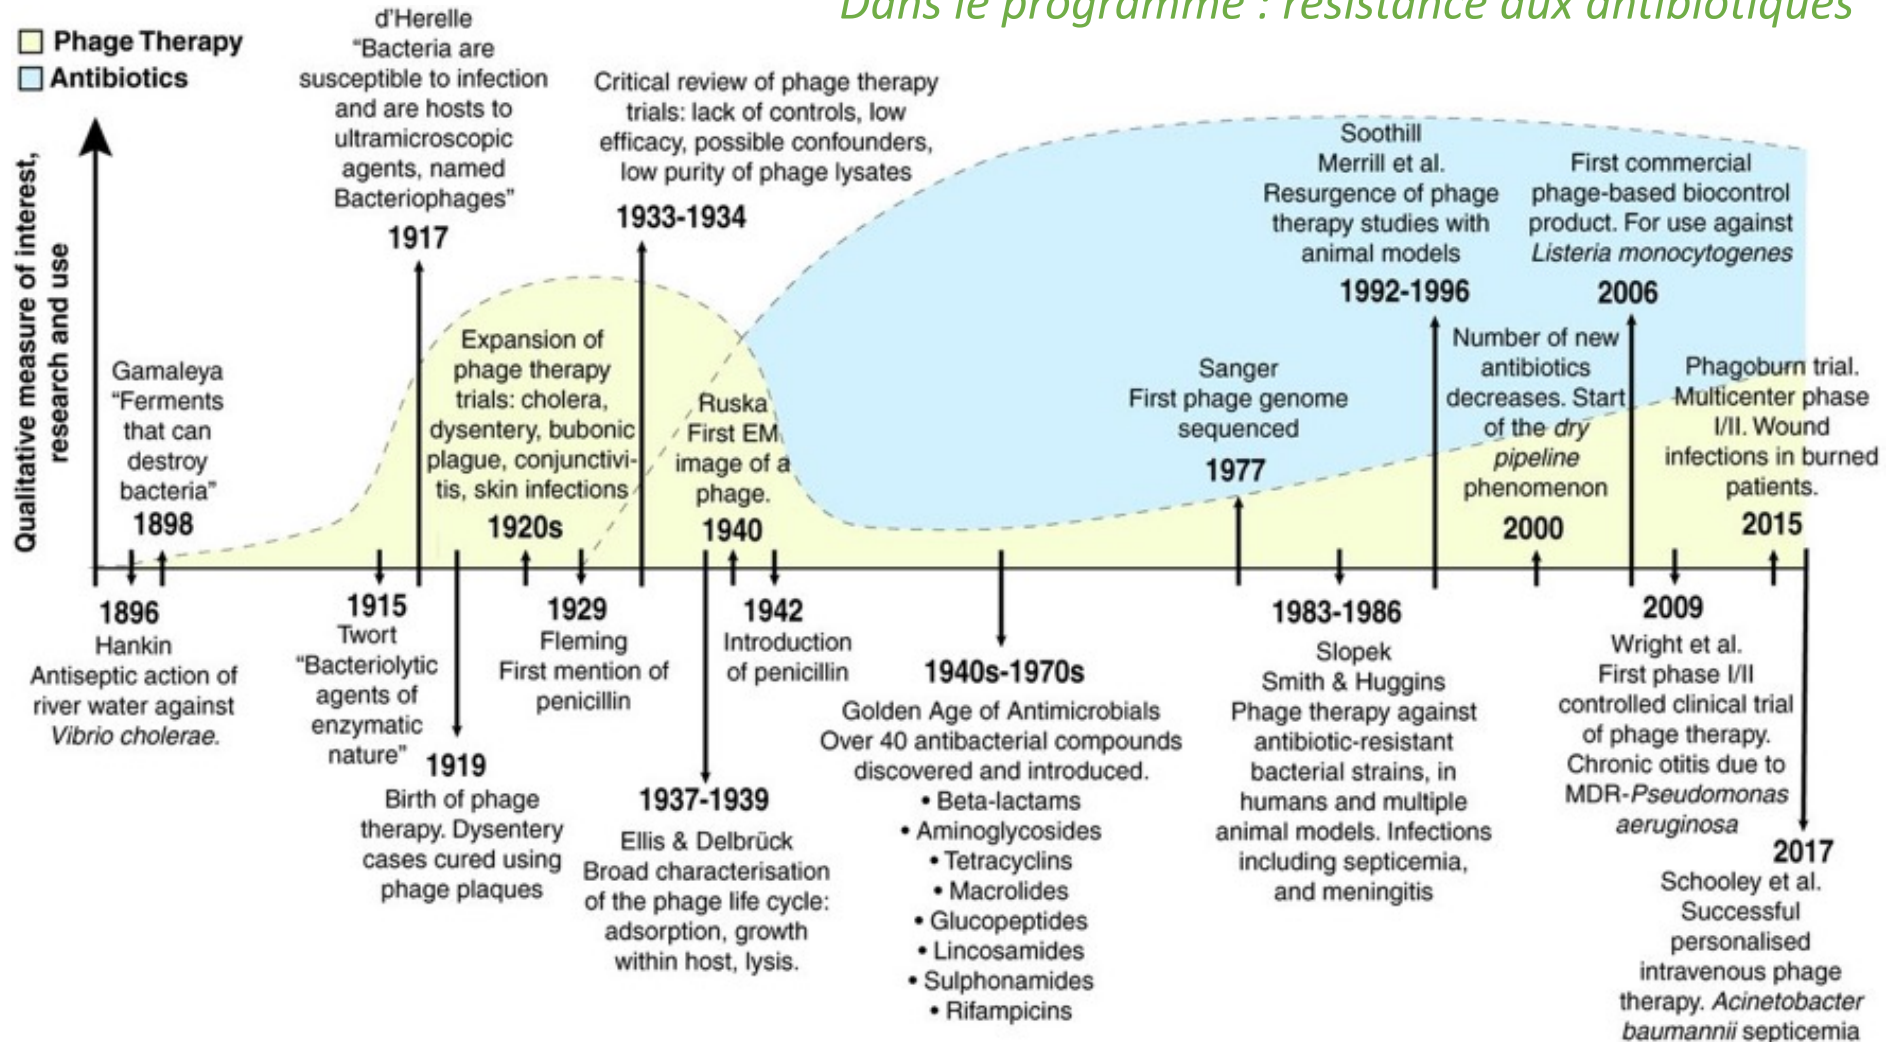 Dans le programme : résistance aux antibiotiques
Phage Therapy
Antibiotics
Qualitative measure of interest,
research and use
d'Herelle
“Bacteria are
susceptible to infection
and are hosts to
ultramicroscopic
agents, named
Bacteriophages”
1917
Critical review of phage therapy
trials: lack of controls, low
efficacy, possible confounders,
low purity of phage lysates
1933-1934
Soothill
Merrill et al.
Resurgence of phage
therapy studies with
animal models
1992-1996
First commercial
phage-based biocontrol
product. For use against
Listeria monocytogenes
2006
Gamaleya
“Ferments
that can
destroy
bacteria”
1898
Expansion of
phage therapy
trials: cholera,
dysentery, bubonic
plague, conjunctivi-
tis, skin infections
1920s
Ruska
First EM
image of a
phage.
1940
Sanger
First phage genome
sequenced
1977
Number of new
antibiotics
decreases. Start
of the dry
pipeline
phenomenon
2000
Phagoburn trial.
Multicenter phase
I/II. Wound
infections in burned
patients.
2015
1896
Hankin
Antiseptic action of
river water against
Vibrio cholerae.
1915
Twort
“Bacteriolytic
agents of
enzymatic
nature”
1919
Birth of phage
therapy. Dysentery
cases cured using
phage plaques
1929
Fleming
First mention of
penicillin
1937-1939
Ellis & Delbrück
Broad characterisation
of the phage life cycle:
adsorption, growth
within host, lysis.
1942
Introduction
of penicillin
1940s-1970s
Golden Age of Antimicrobials
Over 40 antibacterial compounds
discovered and introduced.
• Beta-lactams
• Aminoglycosides
• Tetracyclins
• Macrolides
• Glucopeptides
• Lincosamides
• Sulphonamides
• Rifampicins
1983-1986
Slopek
Smith & Huggins
Phage therapy against
antibiotic-resistant
bacterial strains, in
humans and multiple
animal models. Infections
including septicemia,
and meningitis
2009
Wright et al.
First phase I/II
controlled clinical trial
of phage therapy.
Chronic otitis due to
MDR-Pseudomonas
aeruginosa
2017
Schooley et al.
Successful
personalised
intravenous phage
therapy. Acinetobacter
baumannii septicemia